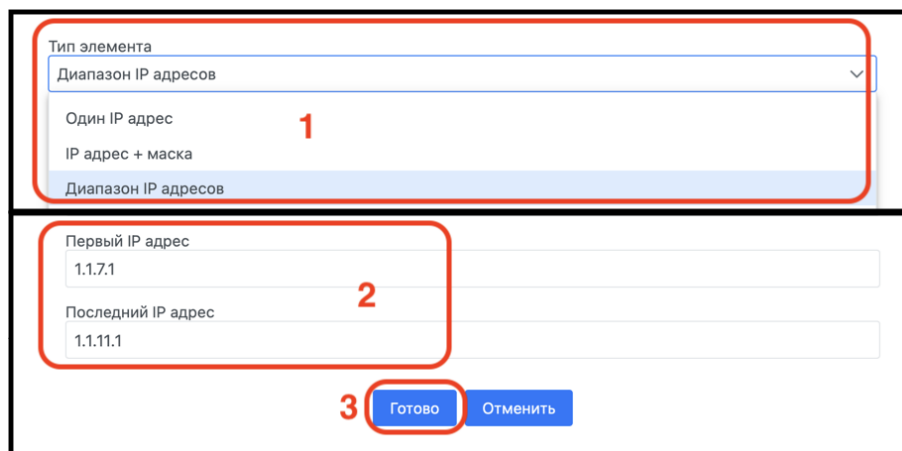 Тип элемента
Диапазон IP адресов
Один IP адрес
1
IP адрес + маска
Диапазон IP адресов
Первый IP адрес
1.1.7.1
2
Последний IP адрес
1.1.11.1
3 Готово Отменить